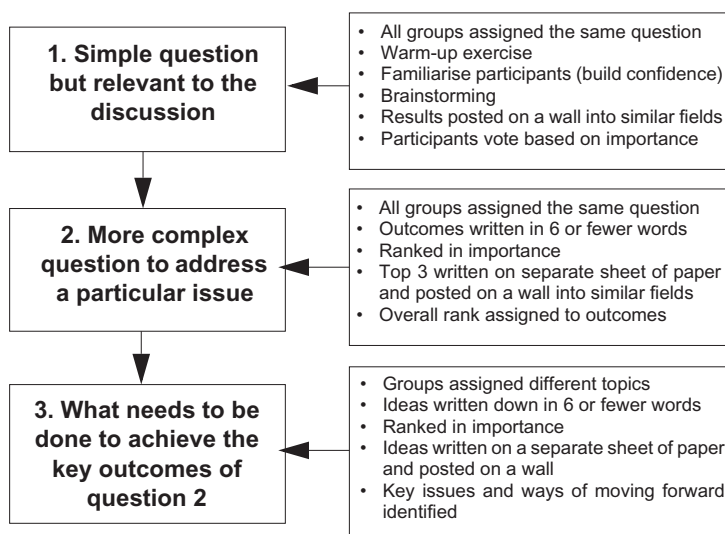 1. Simple question
but relevant to the
discussion
• All groups assigned the same question
• Warm-up exercise
• Familiarise participants (build confidence)
• Brainstorming
• Results posted on a wall into similar fields
• Participants vote based on importance
2. More complex
question to address
a particular issue
• All groups assigned the same question
• Outcomes written in 6 or fewer words
• Ranked in importance
• Top 3 written on separate sheet of paper
and posted on a wall into similar fields
• Overall rank assigned to outcomes
3. What needs to be
done to achieve the
key outcomes of
question 2
• Groups assigned different topics
• Ideas written down in 6 or fewer words
• Ranked in importance
• Ideas written on a separate sheet of paper
and posted on a wall
• Key issues and ways of moving forward
identified